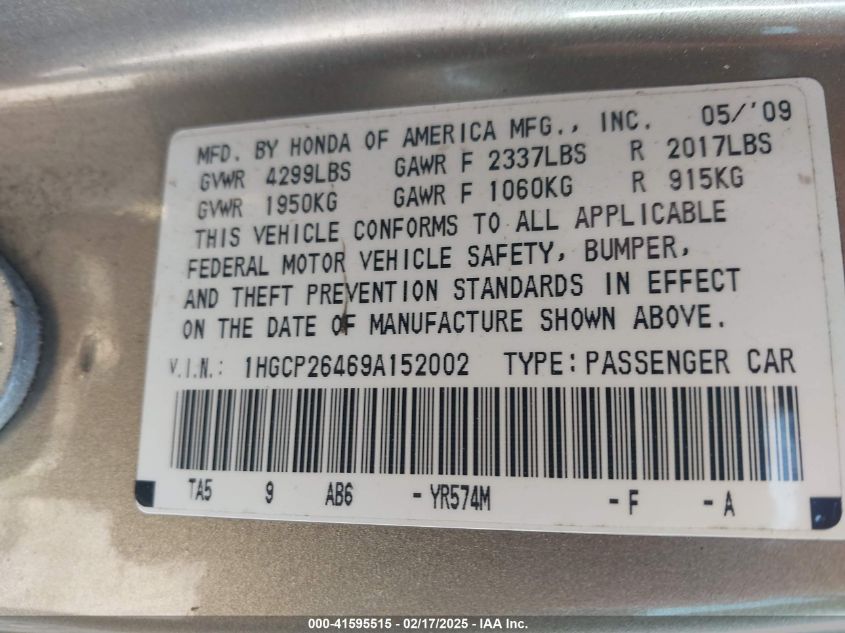 MFD. BY HONDA OF AMERICA MFG., INC. 05/'09
GVWR 4299LBS GAWR F 2337LBS R 2017LBS
GVWR 1950KG GAWR F 1060KG R 915KG
THIS VEHICLE CONFORMS TO ALL APPLICABLE
FEDERAL MOTOR VEHICLE SAFETY, BUMPER,
AND THEFT PREVENTION STANDARDS IN EFFECT
ON THE DATE OF MANUFACTURE SHOWN ABOVE.
V.I.N.: 1HGCP26469A152002 TYPE: PASSENGER CAR
TA5 9 AB6 -YR574M -F -A
000-41595515 - 02/17/2025 - IAA Inc.